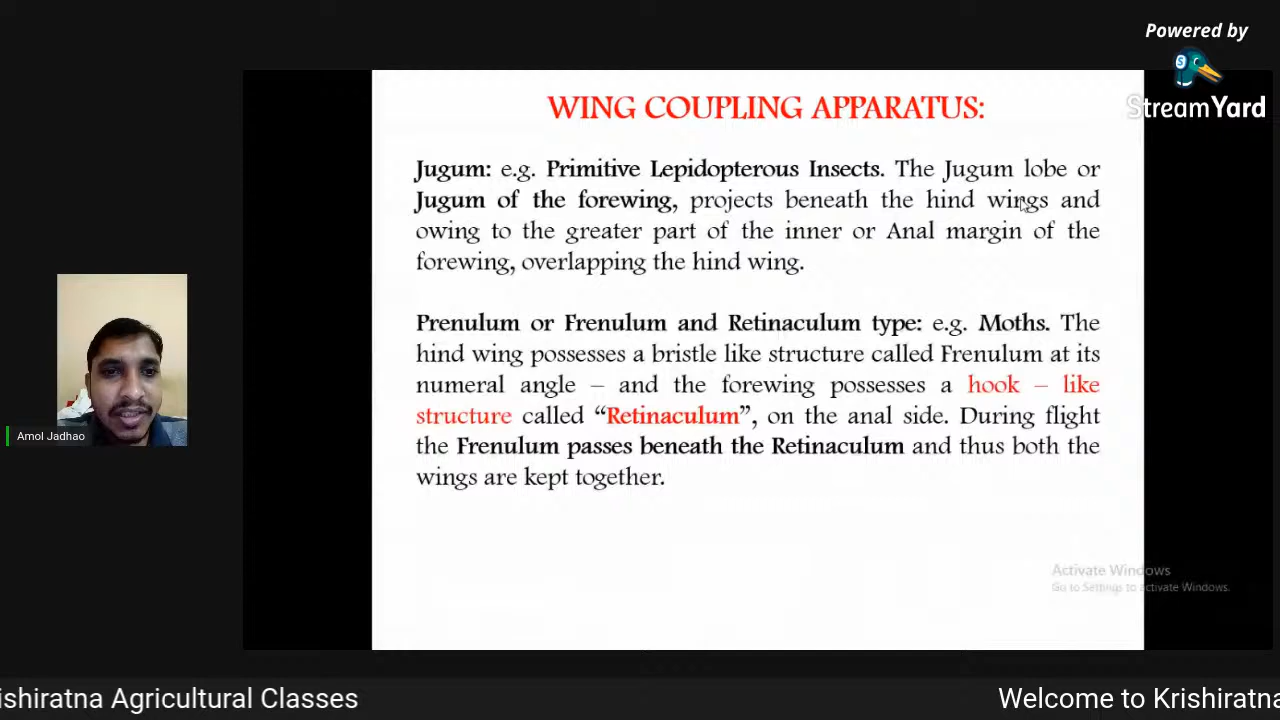 Powered by
StreamYard
WING COUPLING APPARATUS:
Jugum: e.g. Primitive Lepidopterous Insects. The Jugum lobe or
Jugum of the forewing, projects beneath the hind wings and
owing to the greater part of the inner or Anal margin of the
forewing, overlapping the hind wing.
Prenulum or Frenulum and Retinaculum type: e.g. Moths. The
hind wing possesses a bristle like structure called Frenulum at its
numeral angle – and the forewing possesses a hook – like
structure called “Retinaculum”, on the anal side. During flight
the Frenulum passes beneath the Retinaculum and thus both the
wings are kept together.
Amol Jadhao
Activate Windows
Go to Settings to activate Windows.
ishiratna Agricultural Classes
Welcome to Krishiratna